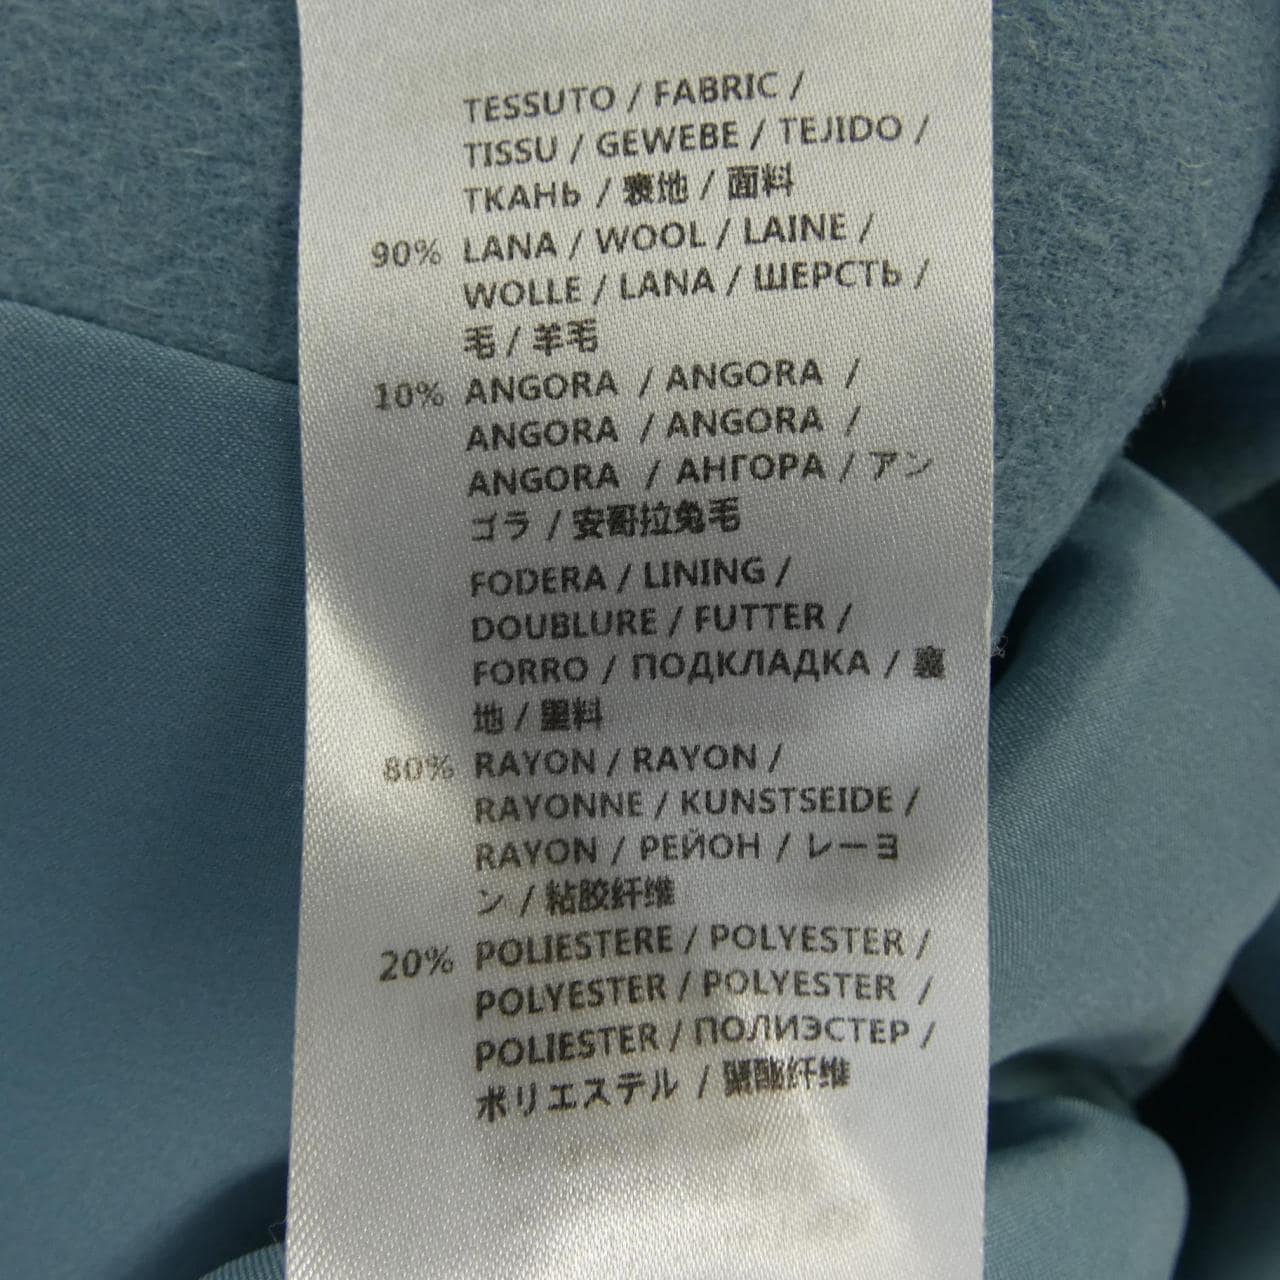 TESSUTO / FABRIC /
TISSU / GEWEBE / TEJIDO /
ТКАНЬ / 表地 / 面料
90% LANA / WOOL / LAINE /
WOLLE / LANA / ШЕРСТЬ /
毛 / 羊毛
10% ANGORA / ANGORA /
ANGORA / ANGORA /
ANGORA / АНГОРА / アン
ゴラ / 安哥拉兔毛
FODERA / LINING /
DOUBLURE / FUTTER /
FORRO / ПОДКЛАДКА / 裏
地 / 里料
80% RAYON / RAYON /
RAYONNE / KUNSTSEIDE /
RAYON / РЕЙОН / レーヨ
ン / 粘胶纤维
20% POLIESTERE / POLYESTER /
POLYESTER / POLYESTER /
POLIESTER / ПОЛИЭСТЕР /
ポリエステル / 聚酯纤维